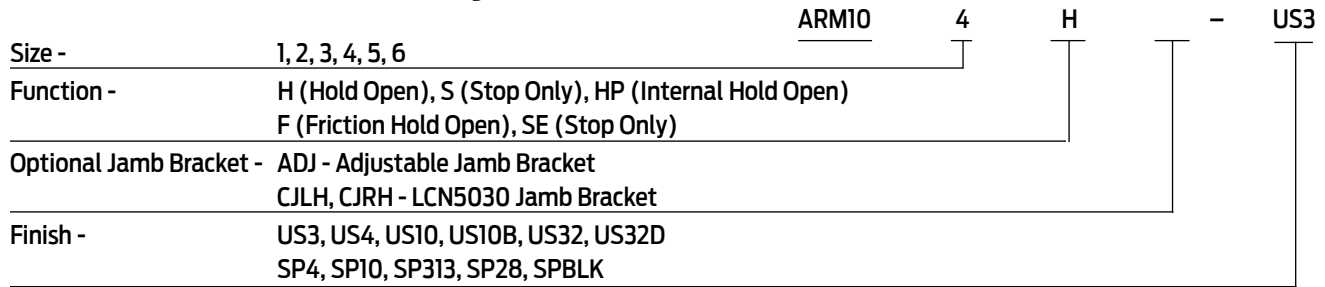 ARM10 4 H – US3
Size - 1, 2, 3, 4, 5, 6
Function - H (Hold Open), S (Stop Only), HP (Internal Hold Open)
F (Friction Hold Open), SE (Stop Only)
Optional Jamb Bracket - ADJ - Adjustable Jamb Bracket
CJLH, CJRH - LCN5030 Jamb Bracket
Finish - US3, US4, US10, US10B, US32, US32D
SP4, SP10, SP313, SP28, SPBLK